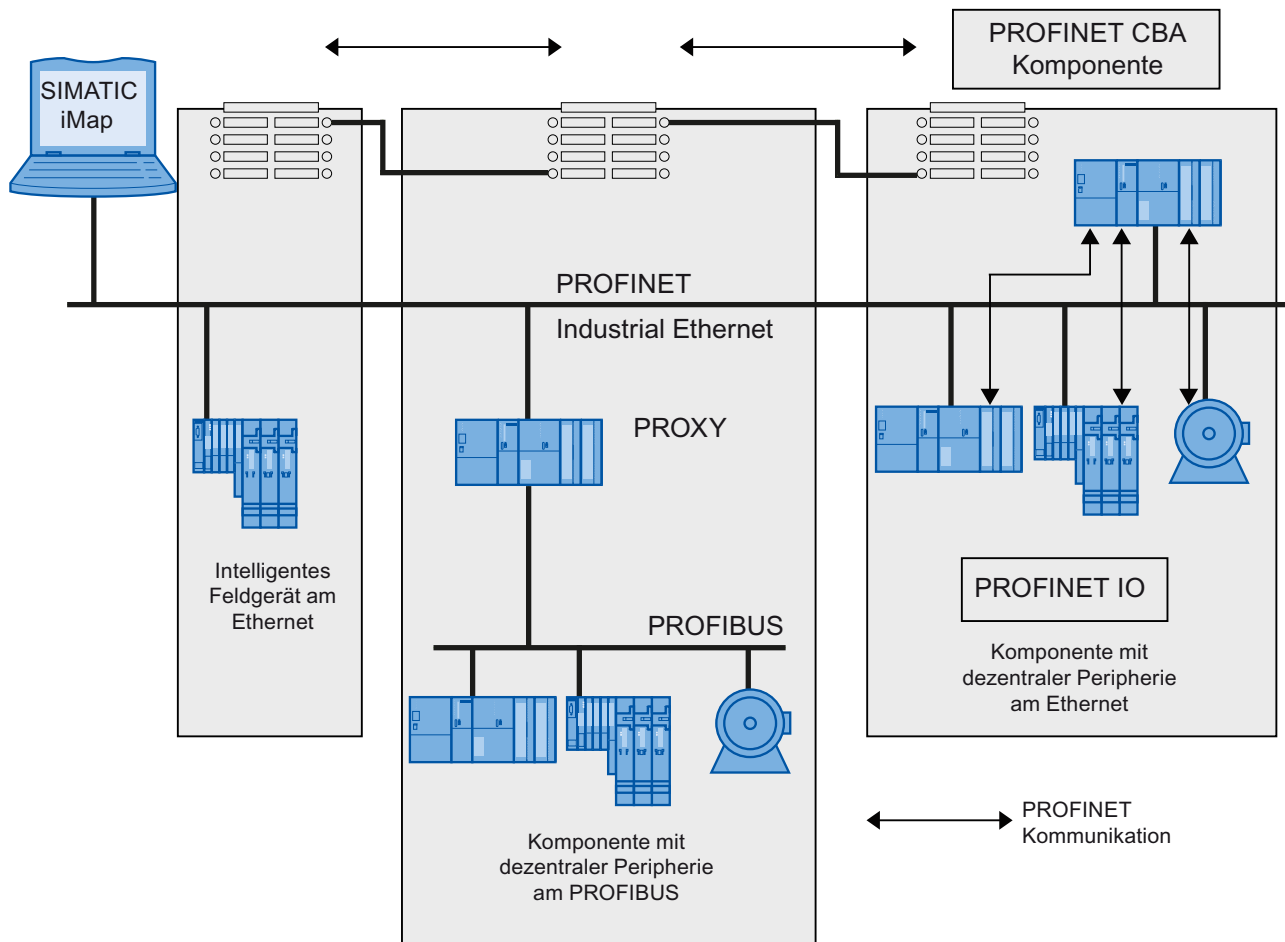 PROFINET CBA
Komponente
SIMATIC
iMap
PROFINET
Industrial Ethernet
PROXY
Intelligentes
Feldgerät am
Ethernet
PROFIBUS
PROFINET IO
Komponente mit
dezentraler Peripherie
am Ethernet
PROFINET
Kommunikation
Komponente mit
dezentraler Peripherie
am PROFIBUS